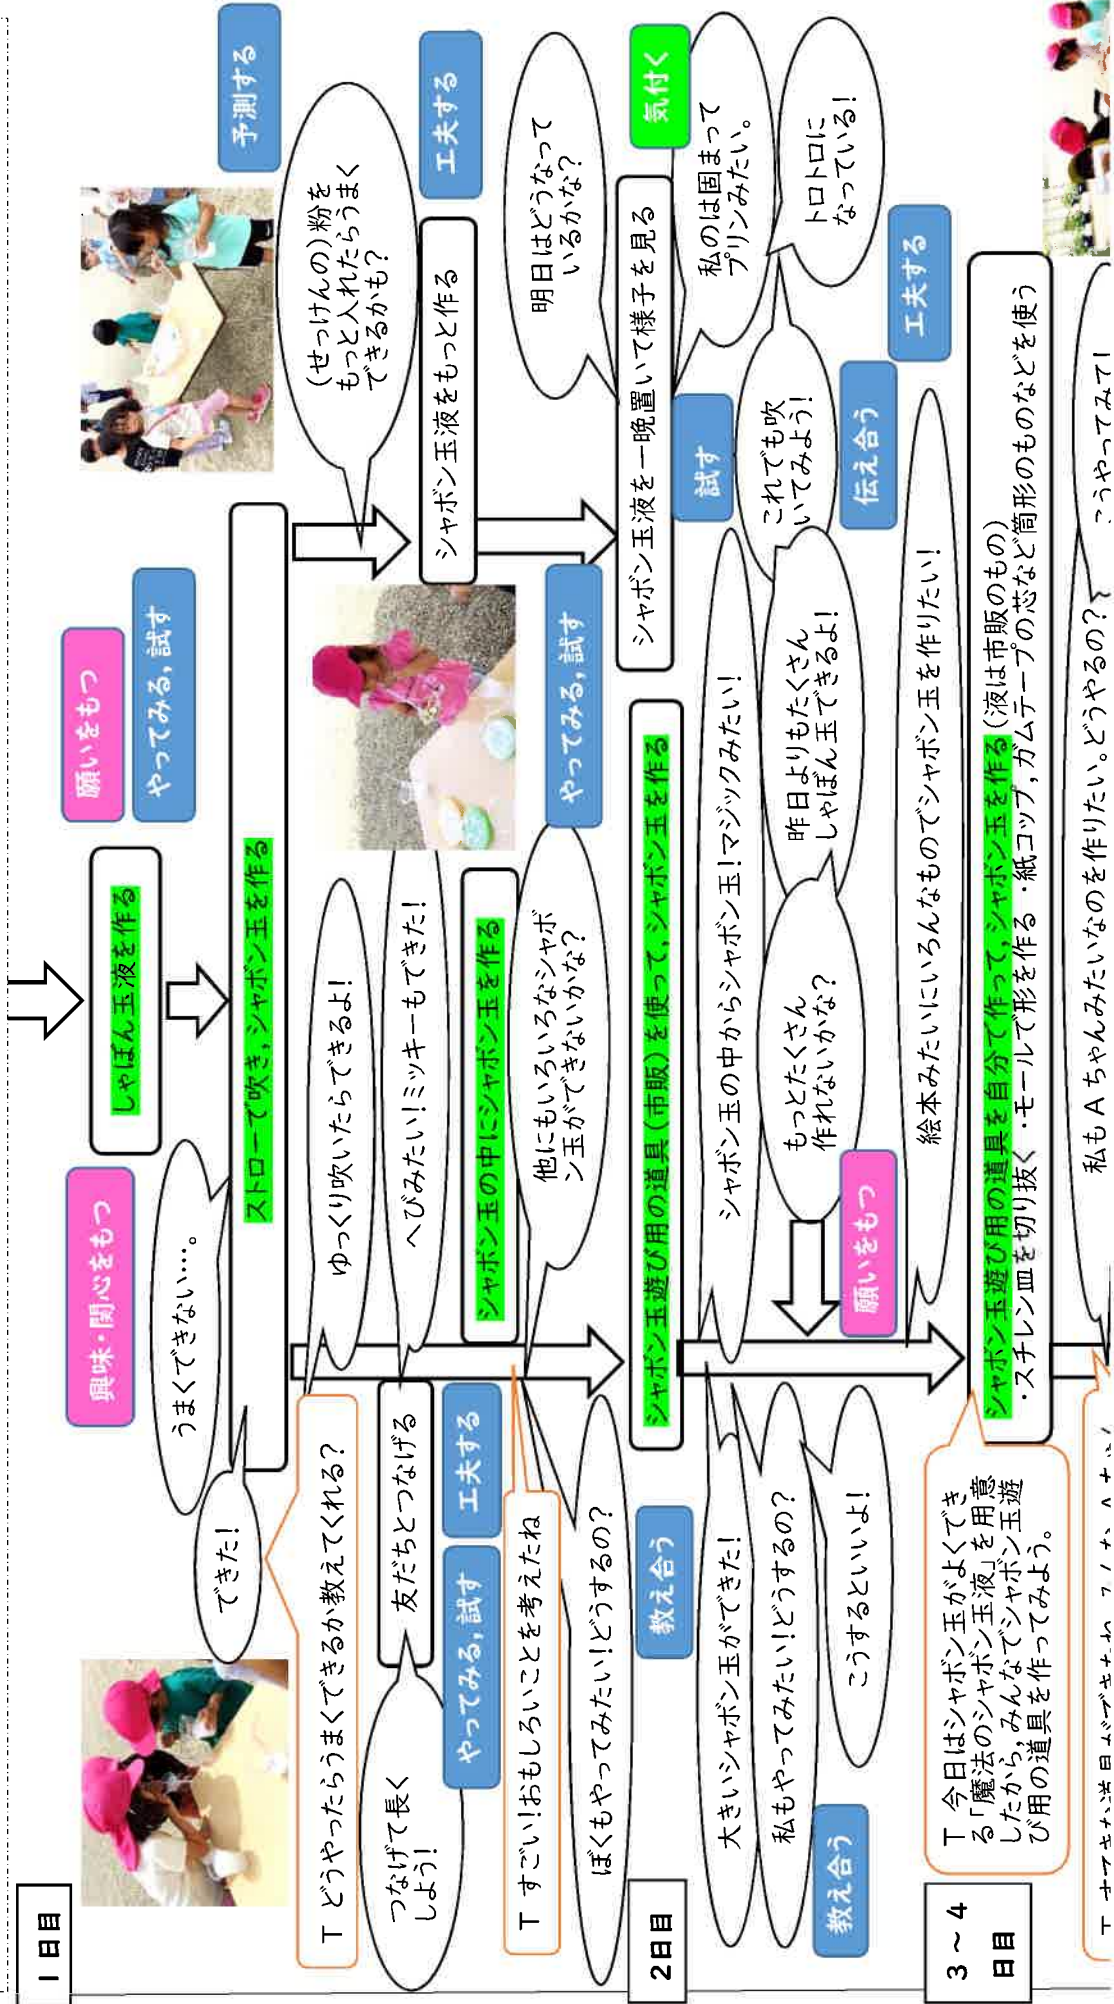 1日目
興味・関心をもつ
しゃぼん玉液を作る
願いをもつ
やってみる,試す
予測する
うまくできない…。
できた!
ストローで吹き,シャボン玉を作る
(せっけんの)粉を
もっと入れたらうまく
できるかも?
T どうやったらうまくできるか教えてくれる?
ゆっくり吹いたらできるよ!
工夫する
つなげて長く
しよう!
友だちとつなげる
へびみたい!ミッキーもできた!
シャボン玉液をもっと作る
やってみる,試す
工夫する
シャボン玉の中にシャボン玉を作る
T すごい!おもしろいことを考えたね
他にもいろいろなシャボ
ン玉ができないかな?
やってみる,試す
明日はどうなって
いるかな?
ぼくもやってみたい!どうするの?
2日目
教え合う
シャボン玉遊び用の道具(市販)を使って,シャボン玉を作る
シャボン玉液を一晩置いて様子を見る
気付く
試す
私のは固まって
プリンみたい。
大きいシャボン玉ができた!
シャボン玉の中からシャボン玉!マジックみたい!
これでも吹
いてみよう!
トロトロに
なっている!
私もやってみたい!どうするの?
もっとたくさん
作れないかな?
昨日よりもたくさん
しゃぼん玉できるよ!
教え合う
こうするといいよ!
願いをもつ
伝え合う
工夫する
絵本みたいにいろんなものでシャボン玉を作りたい!
3~4
日目
T 今日はシャボン玉がよくでき
る「魔法のシャボン玉液」を用意
したから,みんなでシャボン玉遊
び用の道具を作ってみよう。
シャボン玉遊び用の道具を自分で作って,シャボン玉を作る(液は市販のもの)
・スチレン皿を切り抜く ・モールで形を作る ・紙コップ,ガムテープの芯など筒形のものなどを使う
私もAちゃんみたいなのを作りたい。どうやるの?
こうやってみて!